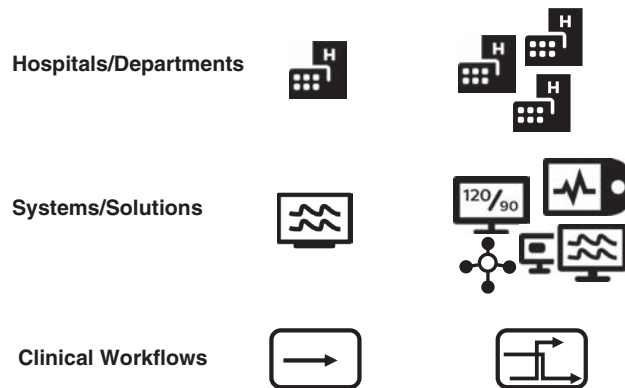 Hospitals/Departments
H
H
H
H
Systems/Solutions
120/90
Clinical Workflows